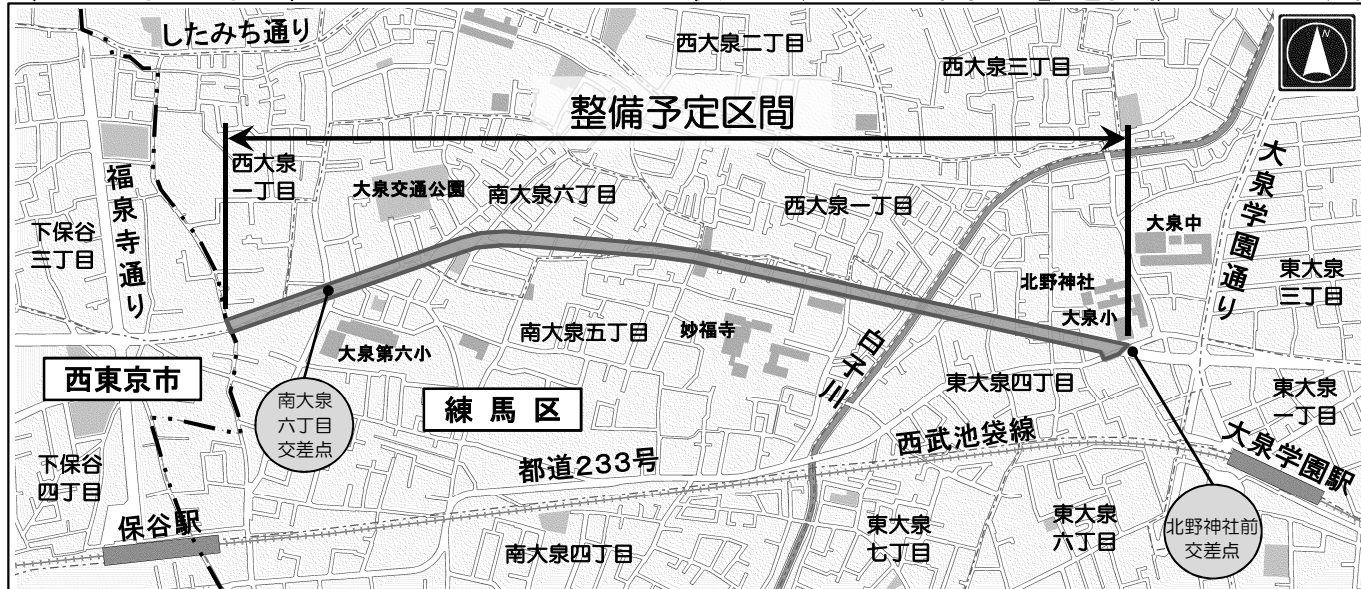 したみち通り
西大泉二丁目
西大泉三丁目
N
整備予定区間
西大泉
一丁目
大泉交通公園
南大泉六丁目
西大泉一丁目
福泉寺通り
下保谷
三丁目
大泉学園通り
大泉中
東大泉
三丁目
北野神社
大泉小
南大泉五丁目
妙福寺
大泉第六小
白子川
西東京市
練馬区
南大泉
六丁目
交差点
東大泉四丁目
東大泉
一丁目
西武池袋線
大泉学園駅
都道233号
下保谷
四丁目
保谷駅
南大泉四丁目
東大泉
七丁目
東大泉
六丁目
北野神社前
交差点